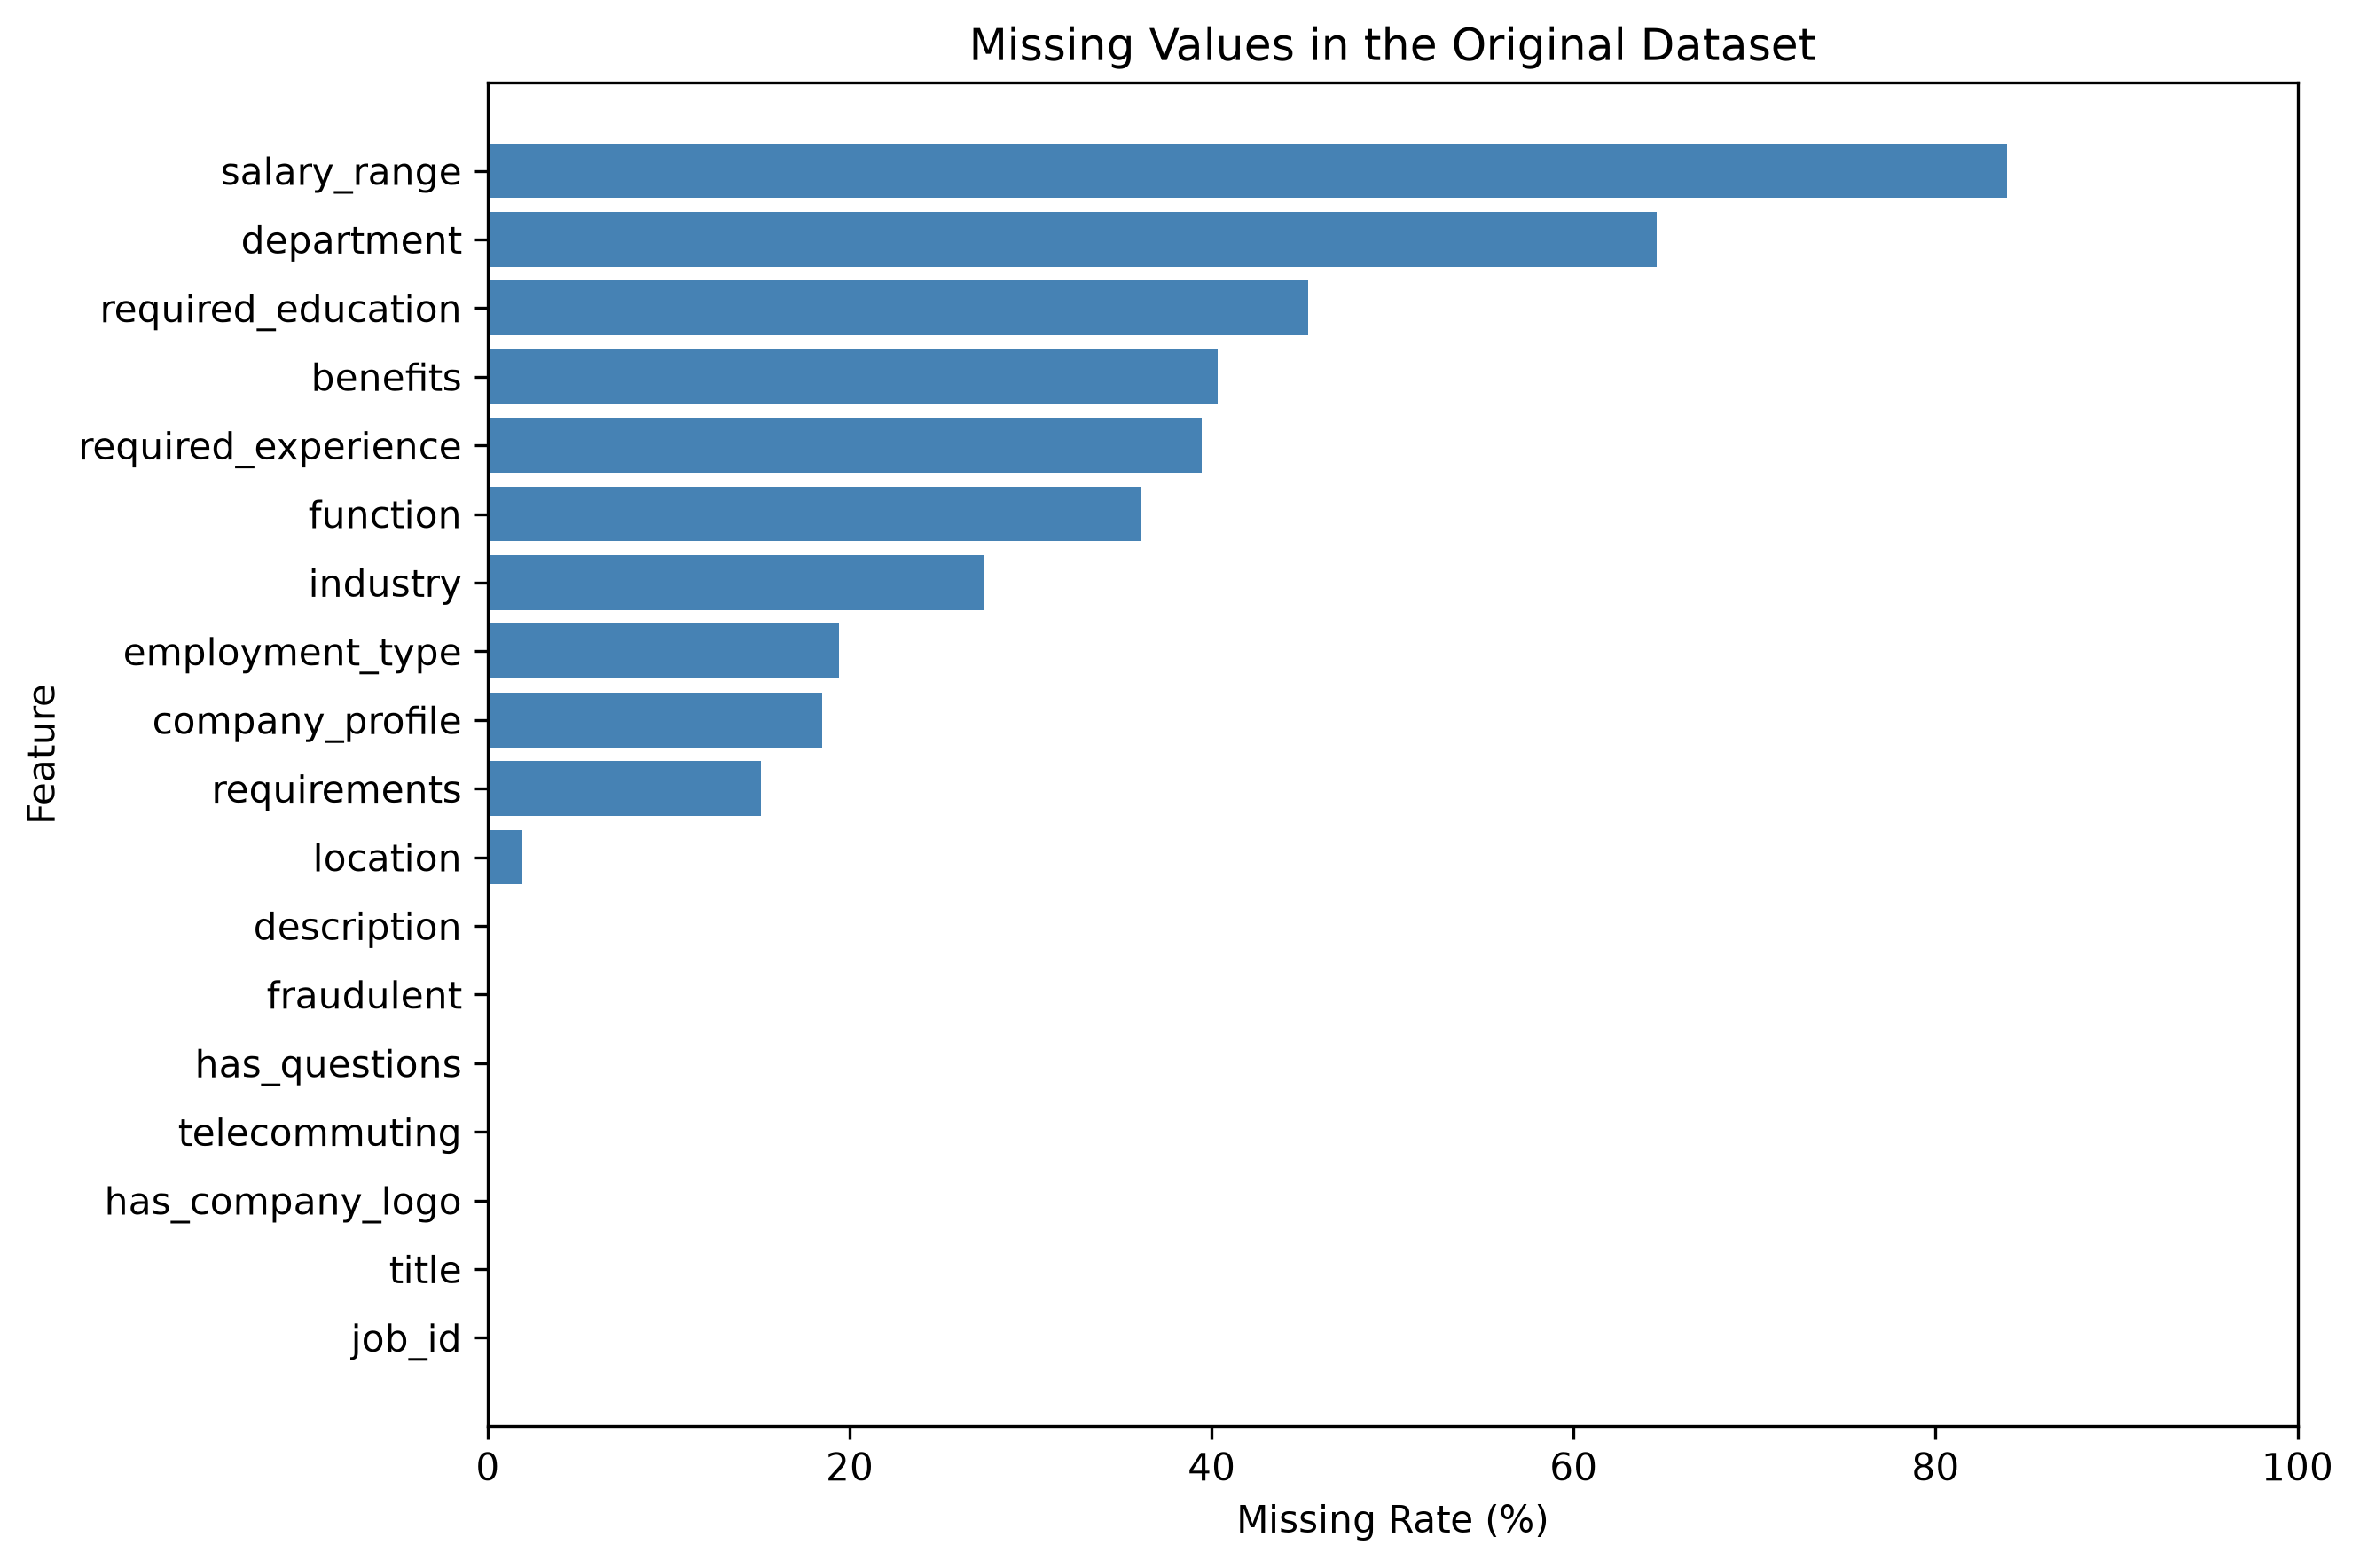 Missing Values in the Original Dataset
salary_range
department
required_education
benefits
required_experience
function
industry
employment_type
company_profile
requirements
location
description
fraudulent
has_questions
telecommuting
has_company_logo
title
job_id
Feature
0 20 40 60 80 100
Missing Rate (%)